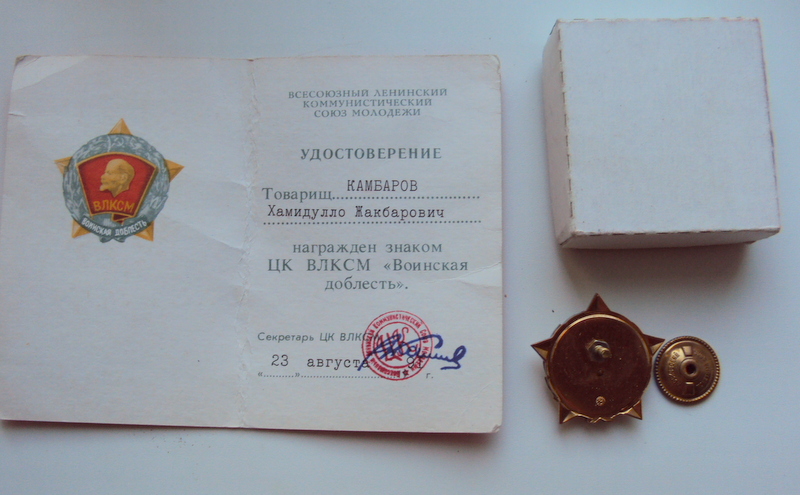 ВЛКСМ
ВОИНСКАЯ ДОБЛЕСТЬ
ВСЕСОЮЗНЫЙ ЛЕНИНСКИЙ
КОММУНИСТИЧЕСКИЙ
СОЮЗ МОЛОДЕЖИ
УДОСТОВЕРЕНИЕ
Товарищ КАМБАРОВ
Хамидулло Жакбарович
награжден знаком
ЦК ВЛКСМ «Воинская
доблесть».
Секретарь ЦК ВЛКСМ
23 августа
«......».................. г.